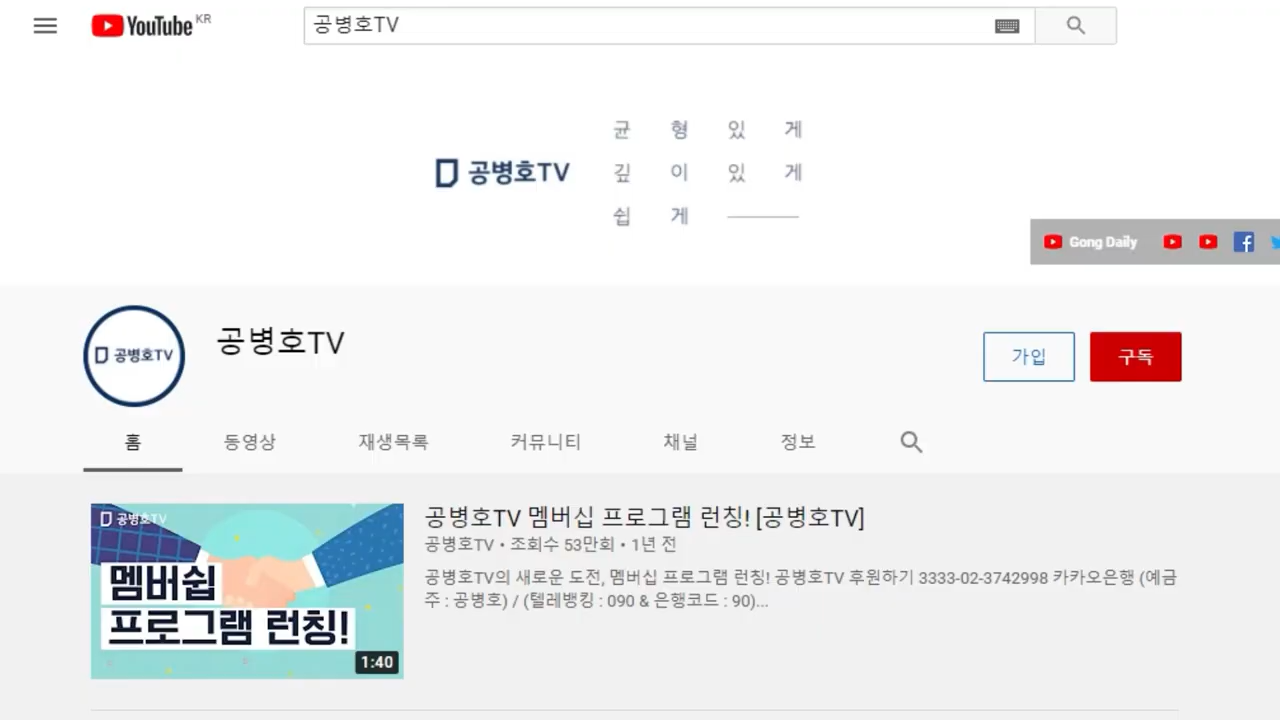 YouTube KR
공병호TV
균형있게
공병호TV
깊이있게
쉽게
Gong Daily
공병호TV
공병호TV
가입
구독
홈
동영상
재생목록
커뮤니티
채널
정보
공병호TV
멤버쉽
프로그램 런칭!
1:40
공병호TV 멤버십 프로그램 런칭! [공병호TV]
공병호TV • 조회수 53만회 • 1년 전
공병호TV의 새로운 도전, 멤버십 프로그램 런칭! 공병호TV 후원하기 3333-02-3742998 카카오뱅크 (예금
주 : 공병호) / (텔레뱅킹 : 090 & 은행코드 : 90)...